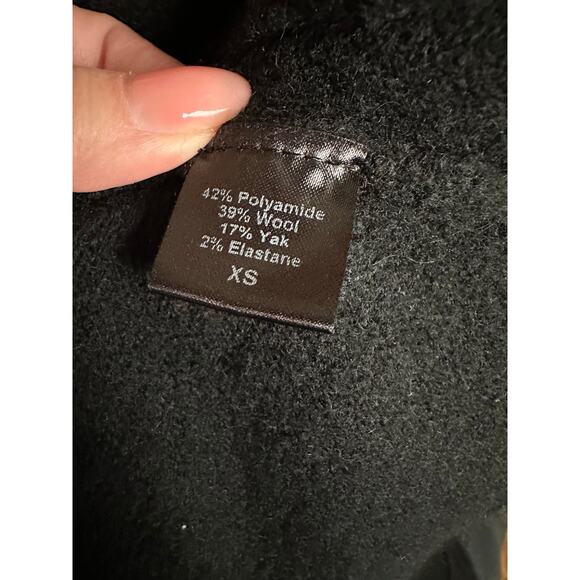 42% Polyamide
39% Wool
17% Yak
2% Elastane
XS